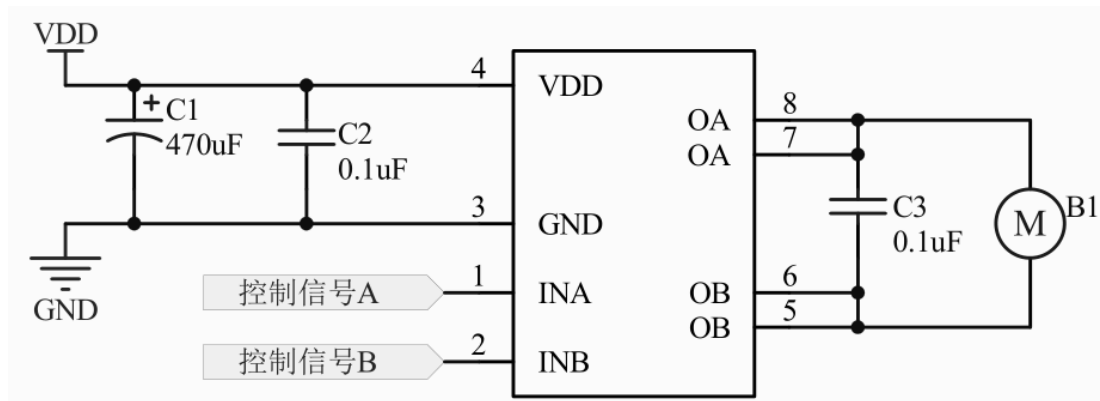 VDD
4
VDD
+
C1
470uF
C2
0.1uF
OA
8
OA
7
3
GND
C3
0.1uF
M
B1
GND
控制信号A
1
INA
OB
6
OB
5
控制信号B
2
INB